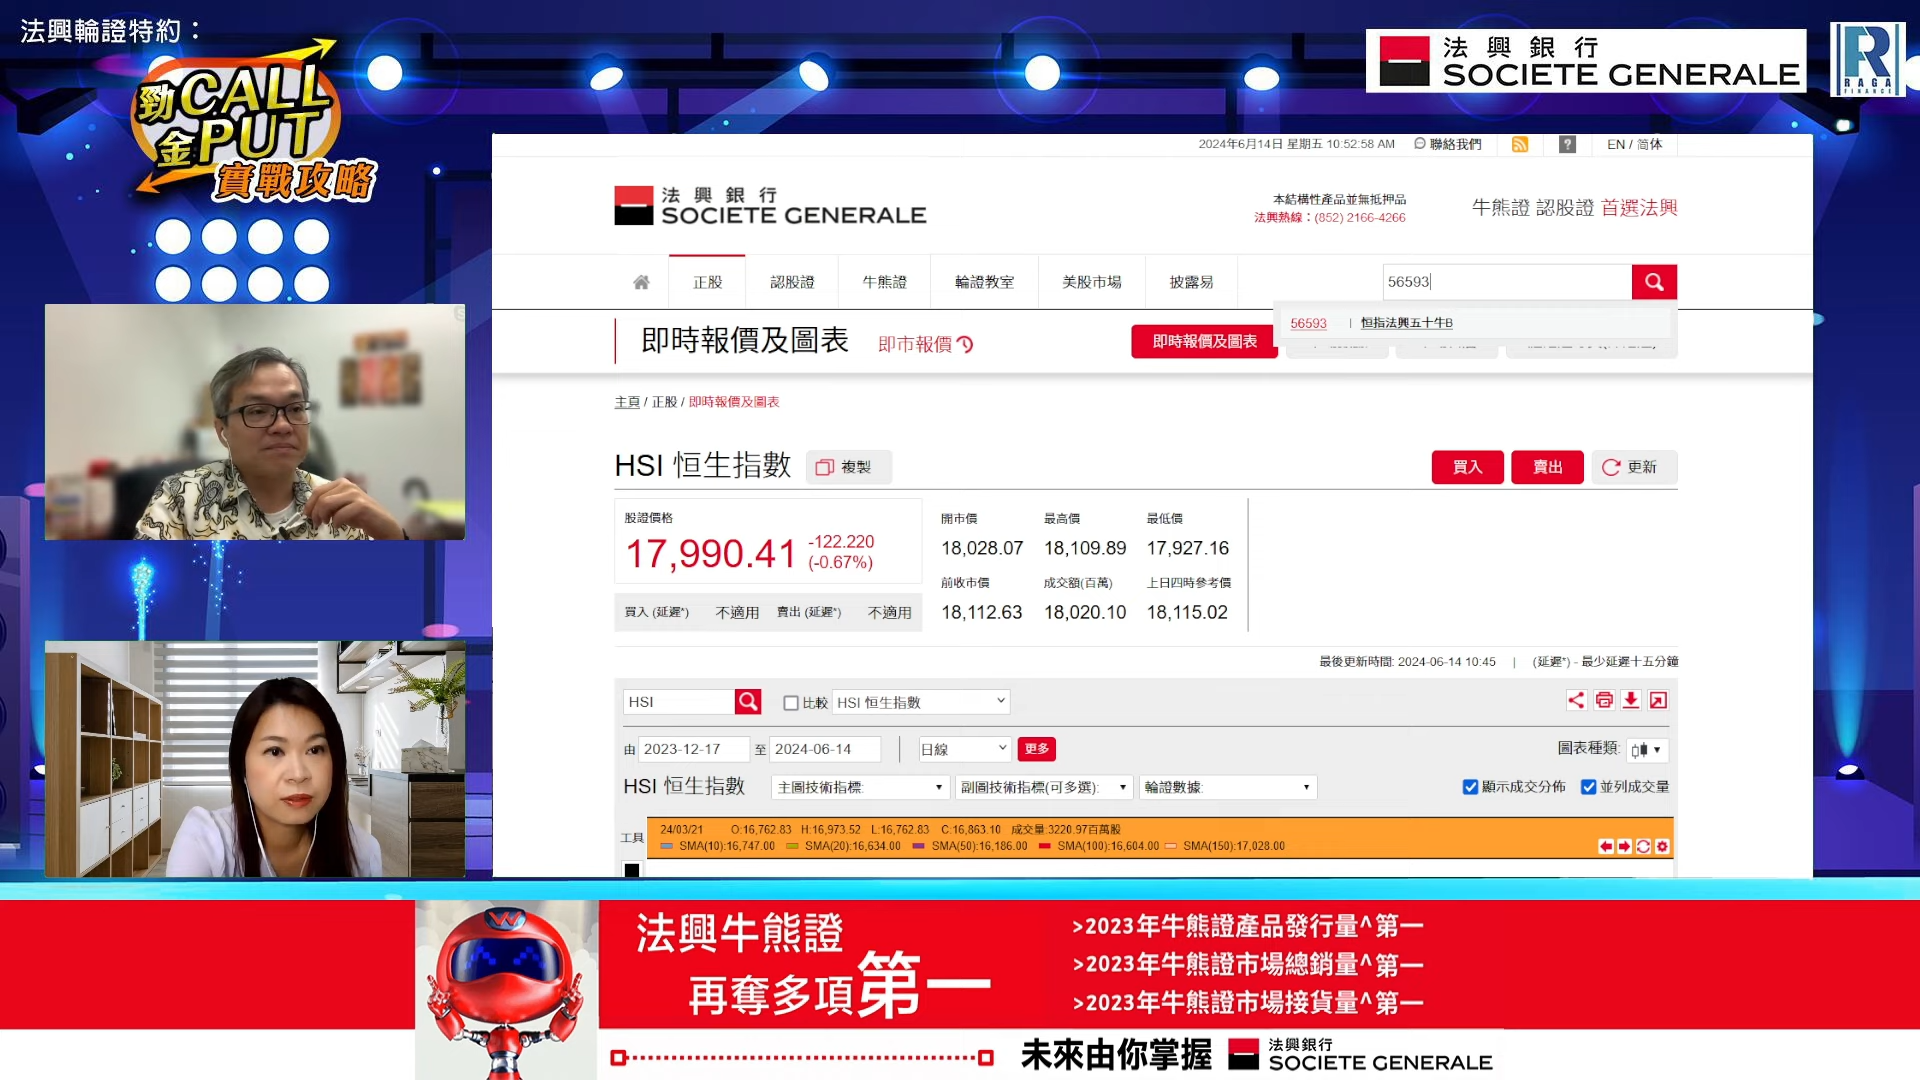 法興輪證特約：
勁CALL
金PUT
實戰攻略
法興銀行
SOCIETE GENERALE
R
RAGA
FINANCE
2024年6月14日 星期五 10:52:58 AM
聯絡我們
?
EN / 简体
法興銀行
SOCIETE GENERALE
本結構性產品並無抵押品
法興熱線：(852) 2166-4266
牛熊證 認股證 首選法興
正股
認股證
牛熊證
輪證教室
美股市場
披露易
56593
56593 | 恒指法興五十牛B
即時報價及圖表
即市報價
即時報價及圖表
主頁 / 正股 / 即時報價及圖表
HSI 恒生指數
複製
買入
賣出
更新
股證價格
17,990.41
-122.220
(-0.67%)
開市價 最高價 最低價
18,028.07 18,109.89 17,927.16
前收市價 成交額(百萬) 上日四時參考價
18,112.63 18,020.10 18,115.02
買入 (延遲*) 不適用 賣出 (延遲*) 不適用
最後更新時間: 2024-06-14 10:45 | (延遲*) - 最少延遲十五分鐘
HSI
比較
HSI 恒生指數
由 2023-12-17 至 2024-06-14
日線
更多
圖表種類:
HSI 恒生指數
主圖技術指標:
副圖技術指標(可多選):
輪證數據:
顯示成交分佈
並列成交量
工具
24/03/21 O:16,762.83 H:16,973.52 L:16,762.83 C:16,863.10 成交量:3220.97百萬股
SMA(10):16,747.00 SMA(20):16,634.00 SMA(50):16,186.00 SMA(100):16,604.00 SMA(150):17,028.00
W
法興牛熊證
再奪多項第一
>2023年牛熊證產品發行量^第一
>2023年牛熊證市場總銷量^第一
>2023年牛熊證市場接貨量^第一
未來由你掌握
法興銀行
SOCIETE GENERALE